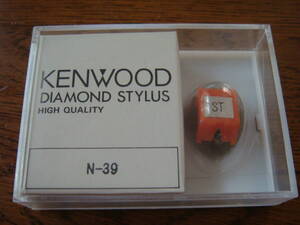 KENWOOD
DIAMOND STYLUS
HIGH QUALITY
N-39
ST